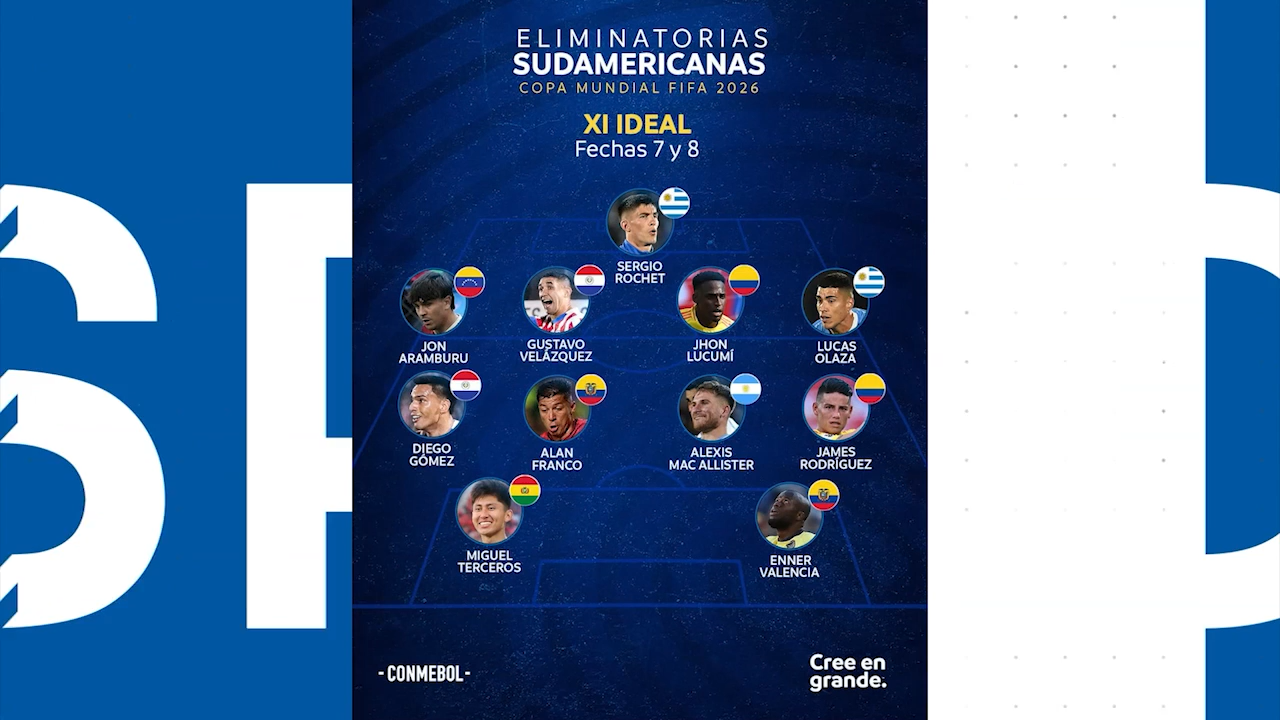 ELIMINATORIAS
SUDAMERICANAS
COPA MUNDIAL FIFA 2026
XI IDEAL
Fechas 7 y 8
SERGIO
ROCHET
JON
ARAMBURU
GUSTAVO
VELÁZQUEZ
JHON
LUCUMÍ
LUCAS
OLAZA
DIEGO
GÓMEZ
ALAN
FRANCO
ALEXIS
MAC ALLISTER
JAMES
RODRÍGUEZ
MIGUEL
TERCEROS
ENNER
VALENCIA
-CONMEBOL-
Cree en
grande.